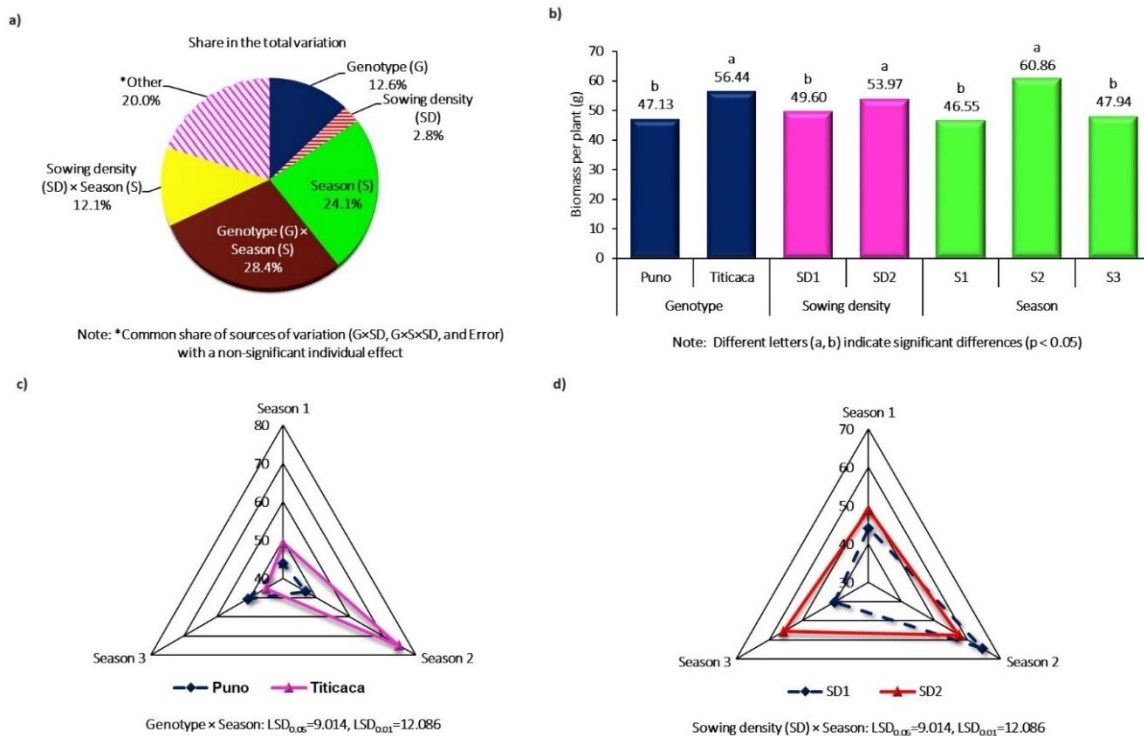 a)
Share in the total variation
*Other
20.0%
Genotype (G)
12.6%
Sowing density
(SD)
2.8%
Sowing density
(SD) × Season (S)
12.1%
Season (S)
24.1%
Genotype (G)×
Season (S)
28.4%
Note: *Common share of sources of variation (G×SD, G×S×SD, and Error)
with a non-significant individual effect
b)
Biomass per plant (g)
70
60
50
40
30
20
10
0
b
47.13
a
56.44
b
49.60
a
53.97
b
46.55
a
60.86
b
47.94
Puno Titicaca SD1 SD2 S1 S2 S3
Genotype Sowing density Season
Note: Different letters (a, b) indicate significant differences (p < 0.05)
c)
Season 1
80
70
60
50
40
Season 3 Season 2
Puno Titicaca
Genotype × Season: LSD0.05=9.014, LSD0.01=12.086
d)
Season 1
70
60
50
40
30
Season 3 Season 2
SD1 SD2
Sowing density (SD) × Season: LSD0.05=9.014, LSD0.01=12.086